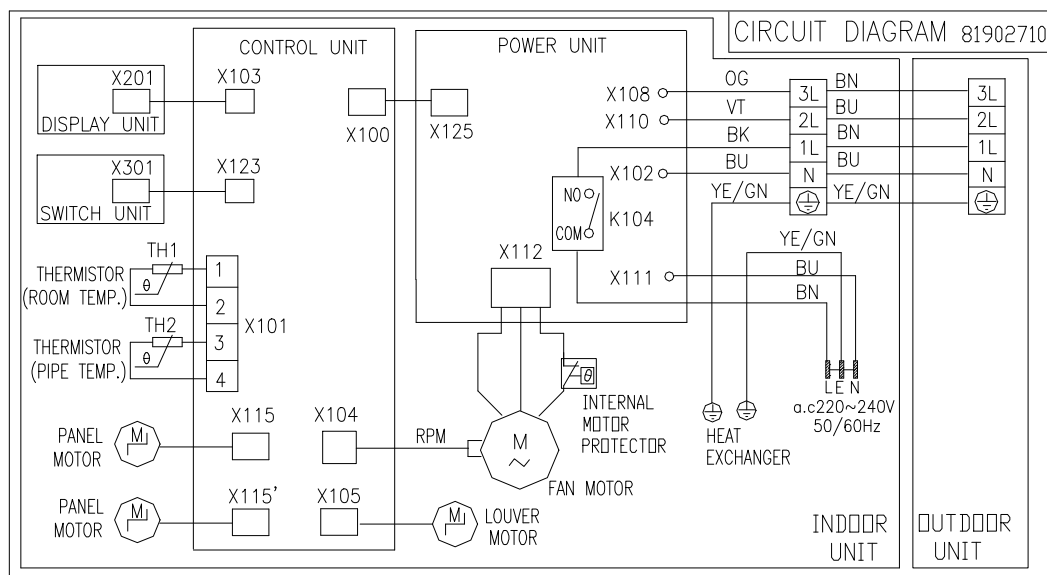 CIRCUIT DIAGRAM 81902710
CONTROL UNIT
POWER UNIT
X201
DISPLAY UNIT
X103
X301
SWITCH UNIT
X123
X100
X125
X108
X110
X102
OG
VT
BK
BU
YE/GN
3L
2L
1L
N
BN
BU
BN
BU
YE/GN
3L
2L
1L
N
NO
COM
K104
X112
X111
YE/GN
BU
BN
TH1
THERMISTOR
(ROOM TEMP.)
θ
1
2
3
4
X101
TH2
THERMISTOR
(PIPE TEMP.)
θ
θ
INTERNAL
MOTOR
PROTECTOR
L E N
a.c220~240V
50/60Hz
HEAT
EXCHANGER
X115
X104
PANEL
MOTOR
M
RPM
M
~
FAN MOTOR
X115'
X105
PANEL
MOTOR
M
M
LOUVER
MOTOR
INDOOR
UNIT
OUTDOOR
UNIT